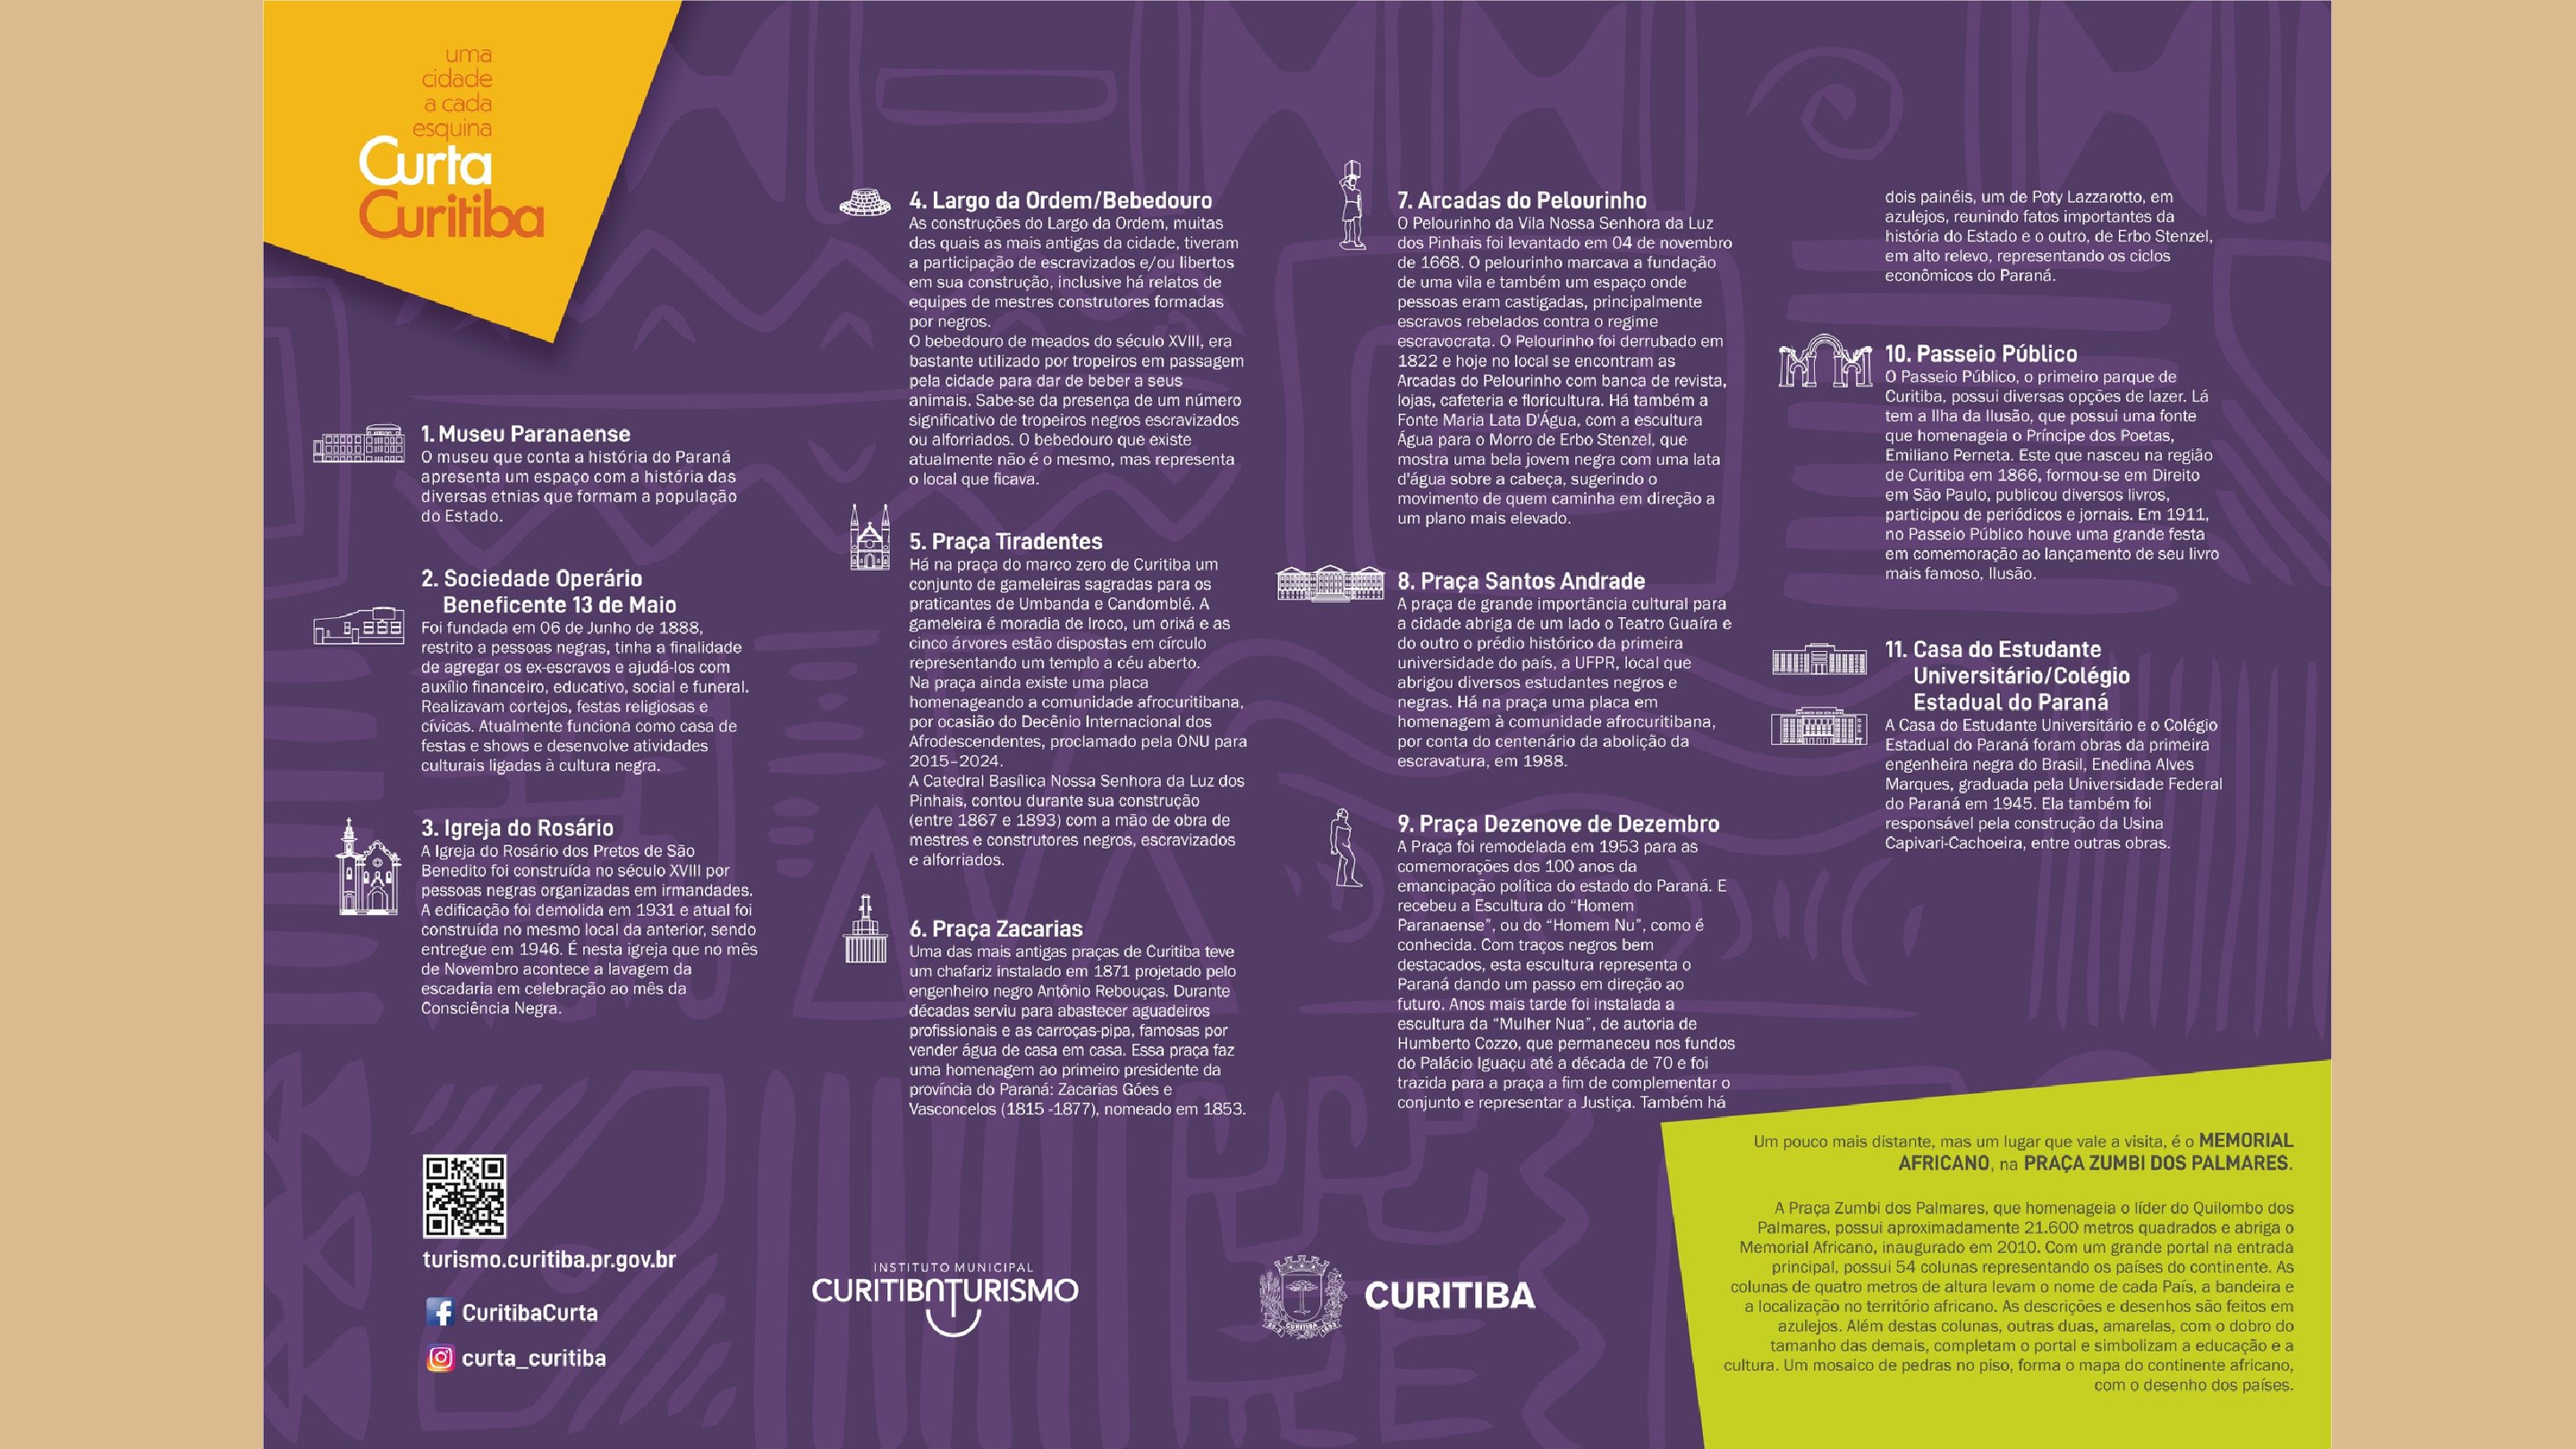 uma
cidade
a cada
esquina
Curta
Curitiba
1. Museu Paranaense
O museu que conta a história do Paraná
apresenta um espaço com a história das
diversas etnias que formam a população
do Estado.
2. Sociedade Operário
Beneficente 13 de Maio
Foi fundada em 06 de Junho de 1888,
restrito a pessoas negras, tinha a finalidade
de agregar os ex-escravos e ajudá-los com
auxílio financeiro, educativo, social e funeral.
Realizavam cortejos, festas religiosas e
cívicas. Atualmente funciona como casa de
festas e shows e desenvolve atividades
culturais ligadas à cultura negra.
3. Igreja do Rosário
A Igreja do Rosário dos Pretos de São
Benedito foi construída no século XVIII por
pessoas negras organizadas em irmandades.
A edificação foi demolida em 1931 e atual foi
construída no mesmo local da anterior, sendo
entregue em 1946. É nesta igreja que no mês
de Novembro acontece a lavagem da
escadaria em celebração ao mês da
Consciência Negra.
turismo.curitiba.pr.gov.br
CuritibaCurta
curta_curitiba
4. Largo da Ordem/Bebedouro
As construções do Largo da Ordem, muitas
das quais as mais antigas da cidade, tiveram
a participação de escravizados e/ou libertos
em sua construção, inclusive há relatos de
equipes de mestres construtores formadas
por negros.
O bebedouro de meados do século XVIII, era
bastante utilizado por tropeiros em passagem
pela cidade para dar de beber a seus
animais. Sabe-se da presença de um número
significativo de tropeiros negros escravizados
ou alforriados. O bebedouro que existe
atualmente não é o mesmo, mas representa
o local que ficava.
5. Praça Tiradentes
Há na praça do marco zero de Curitiba um
conjunto de gameleiras sagradas para os
praticantes de Umbanda e Candomblé. A
gameleira é moradia de Iroco, um orixá e as
cinco árvores estão dispostas em círculo
representando um templo a céu aberto.
Na praça ainda existe uma placa
homenageando a comunidade afrocuritibana,
por ocasião do Decênio Internacional dos
Afrodescendentes, proclamado pela ONU para
2015–2024.
A Catedral Basílica Nossa Senhora da Luz dos
Pinhais, contou durante sua construção
(entre 1867 e 1893) com a mão de obra de
mestres e construtores negros, escravizados
e alforriados.
6. Praça Zacarias
Uma das mais antigas praças de Curitiba teve
um chafariz instalado em 1871 projetado pelo
engenheiro negro Antônio Rebouças. Durante
décadas serviu para abastecer aguadeiros
profissionais e as carroças-pipa, famosas por
vender água de casa em casa. Essa praça faz
uma homenagem ao primeiro presidente da
província do Paraná: Zacarias Góes e
Vasconcelos (1815 -1877), nomeado em 1853.
INSTITUTO MUNICIPAL
CURITIBATURISMO
7. Arcadas do Pelourinho
O Pelourinho da Vila Nossa Senhora da Luz
dos Pinhais foi levantado em 04 de novembro
de 1668. O pelourinho marcava a fundação
de uma vila e também um espaço onde
pessoas eram castigadas, principalmente
escravos rebelados contra o regime
escravocrata. O Pelourinho foi derrubado em
1822 e hoje no local se encontram as
Arcadas do Pelourinho com banca de revista,
lojas, cafeteria e floricultura. Há também a
Fonte Maria Lata D'Água, com a escultura
Água para o Morro de Erbo Stenzel, que
mostra uma bela jovem negra com uma lata
d'água sobre a cabeça, sugerindo o
movimento de quem caminha em direção a
um plano mais elevado.
8. Praça Santos Andrade
A praça de grande importância cultural para
a cidade abriga de um lado o Teatro Guaíra e
do outro o prédio histórico da primeira
universidade do país, a UFPR, local que
abrigou diversos estudantes negros e
negras. Há na praça uma placa em
homenagem à comunidade afrocuritibana,
por conta do centenário da abolição da
escravatura, em 1988.
9. Praça Dezenove de Dezembro
A Praça foi remodelada em 1953 para as
comemorações dos 100 anos da
emancipação política do estado do Paraná. E
recebeu a Escultura do “Homem
Paranaense”, ou do “Homem Nu”, como é
conhecida. Com traços negros bem
destacados, esta escultura representa o
Paraná dando um passo em direção ao
futuro. Anos mais tarde foi instalada a
escultura da “Mulher Nua”, de autoria de
Humberto Cozzo, que permaneceu nos fundos
do Palácio Iguaçu até a década de 70 e foi
trazida para a praça a fim de complementar o
conjunto e representar a Justiça. Também há
CURITIBA
CURITIBA
dois painéis, um de Poty Lazzarotto, em
azulejos, reunindo fatos importantes da
história do Estado e o outro, de Erbo Stenzel,
em alto relevo, representando os ciclos
econômicos do Paraná.
10. Passeio Público
O Passeio Público, o primeiro parque de
Curitiba, possui diversas opções de lazer. Lá
tem a Ilha da Ilusão, que possui uma fonte
que homenageia o Príncipe dos Poetas,
Emiliano Perneta. Este que nasceu na região
de Curitiba em 1866, formou-se em Direito
em São Paulo, publicou diversos livros,
participou de periódicos e jornais. Em 1911,
no Passeio Público houve uma grande festa
em comemoração ao lançamento de seu livro
mais famoso, Ilusão.
11. Casa do Estudante
Universitário/Colégio
Estadual do Paraná
A Casa do Estudante Universitário e o Colégio
Estadual do Paraná foram obras da primeira
engenheira negra do Brasil, Enedina Alves
Marques, graduada pela Universidade Federal
do Paraná em 1945. Ela também foi
responsável pela construção da Usina
Capivari-Cachoeira, entre outras obras.
Um pouco mais distante, mas um lugar que vale a visita, é o MEMORIAL
AFRICANO, na PRAÇA ZUMBI DOS PALMARES.
A Praça Zumbi dos Palmares, que homenageia o líder do Quilombo dos
Palmares, possui aproximadamente 21.600 metros quadrados e abriga o
Memorial Africano, inaugurado em 2010. Com um grande portal na entrada
principal, possui 54 colunas representando os países do continente. As
colunas de quatro metros de altura levam o nome de cada País, a bandeira e
a localização no território africano. As descrições e desenhos são feitos em
azulejos. Além destas colunas, outras duas, amarelas, com o dobro do
tamanho das demais, completam o portal e simbolizam a educação e a
cultura. Um mosaico de pedras no piso, forma o mapa do continente africano,
com o desenho dos países.